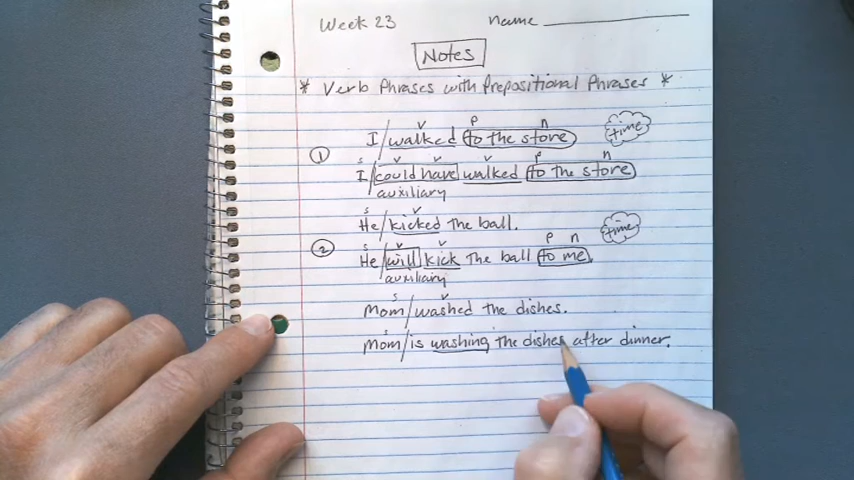 Week 23 name
Notes
* Verb Phrases with Prepositional Phrases *
v p n
I/walked to the store time
①
s v v v p n
I/could have walked to the store
auxiliary
s v
He/kicked the ball. time
②
s v v p n
He/will kick the ball to me.
auxiliary
s v
Mom/washed the dishes.
s
Mom/is washing the dishes after dinner.